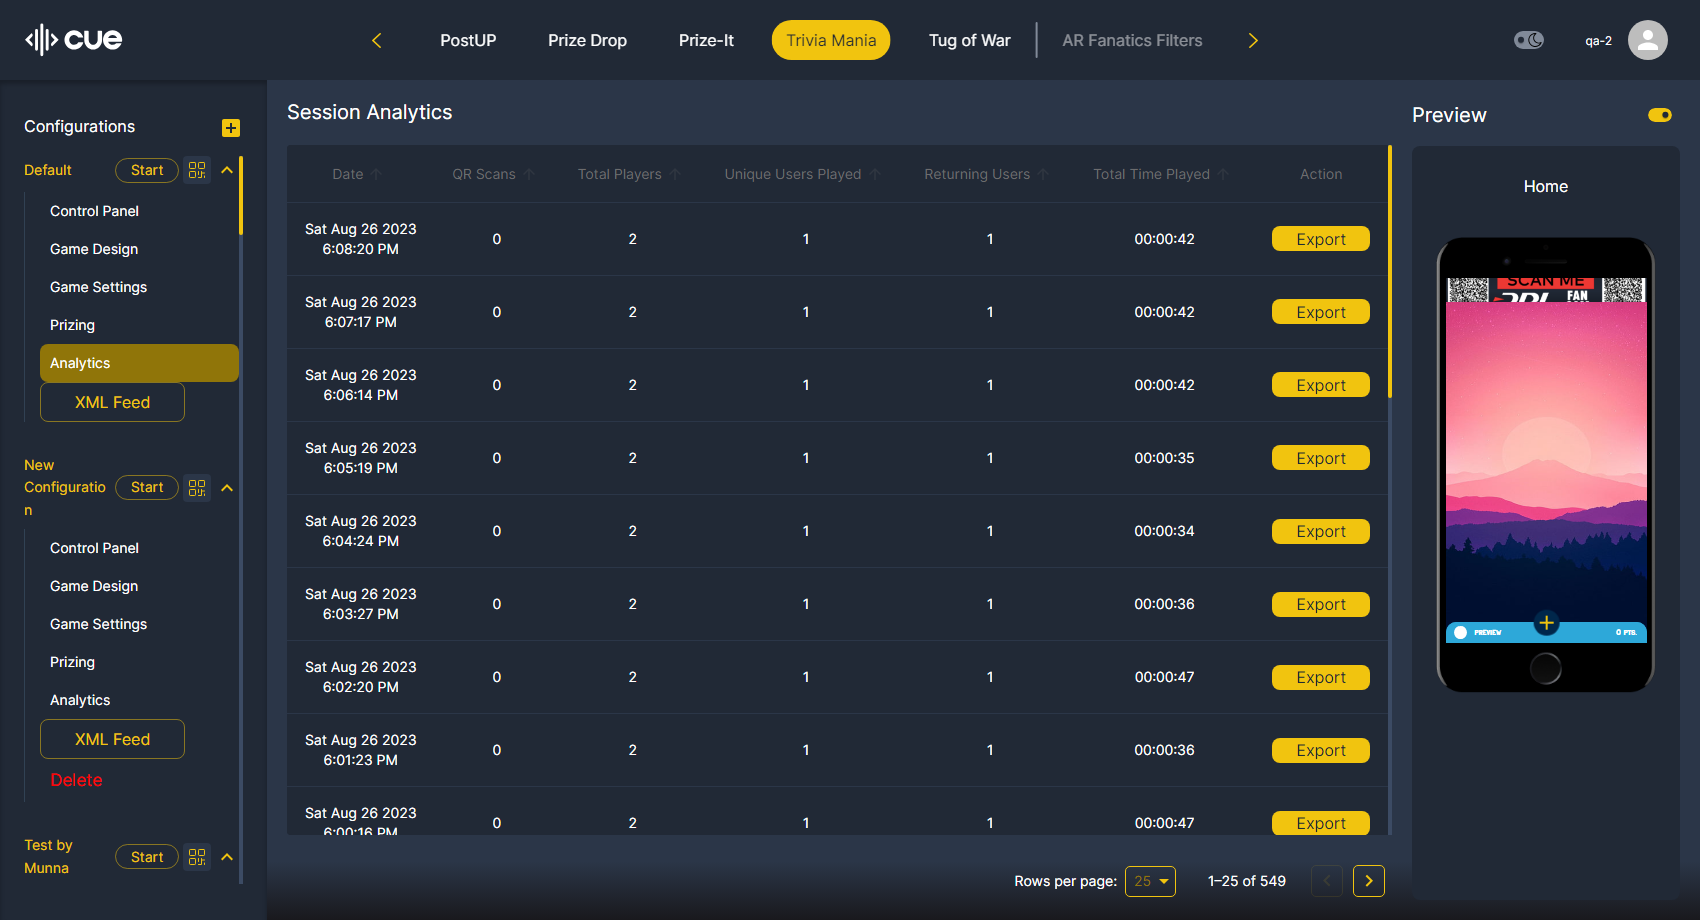 cue
PostUP
Prize Drop
Prize-It
Trivia Mania
Tug of War
AR Fanatics Filters
qa-2
Configurations
Default
Start
Control Panel
Game Design
Game Settings
Prizing
Analytics
XML Feed
New
Configuratio
n
Start
Control Panel
Game Design
Game Settings
Prizing
Analytics
XML Feed
Delete
Test by
Munna
Start
Session Analytics
Date QR Scans Total Players Unique Users Played Returning Users Total Time Played Action
Sat Aug 26 2023
6:08:20 PM 0 2 1 1 00:00:42 Export
Sat Aug 26 2023
6:07:17 PM 0 2 1 1 00:00:42 Export
Sat Aug 26 2023
6:06:14 PM 0 2 1 1 00:00:42 Export
Sat Aug 26 2023
6:05:19 PM 0 2 1 1 00:00:35 Export
Sat Aug 26 2023
6:04:24 PM 0 2 1 1 00:00:34 Export
Sat Aug 26 2023
6:03:27 PM 0 2 1 1 00:00:36 Export
Sat Aug 26 2023
6:02:20 PM 0 2 1 1 00:00:47 Export
Sat Aug 26 2023
6:01:23 PM 0 2 1 1 00:00:36 Export
Sat Aug 26 2023
6:00:16 PM 0 2 1 1 00:00:47 Export
Rows per page: 25 1–25 of 549
Preview
Home
SCAN ME
FAN
PREVIEW
0 PTS.